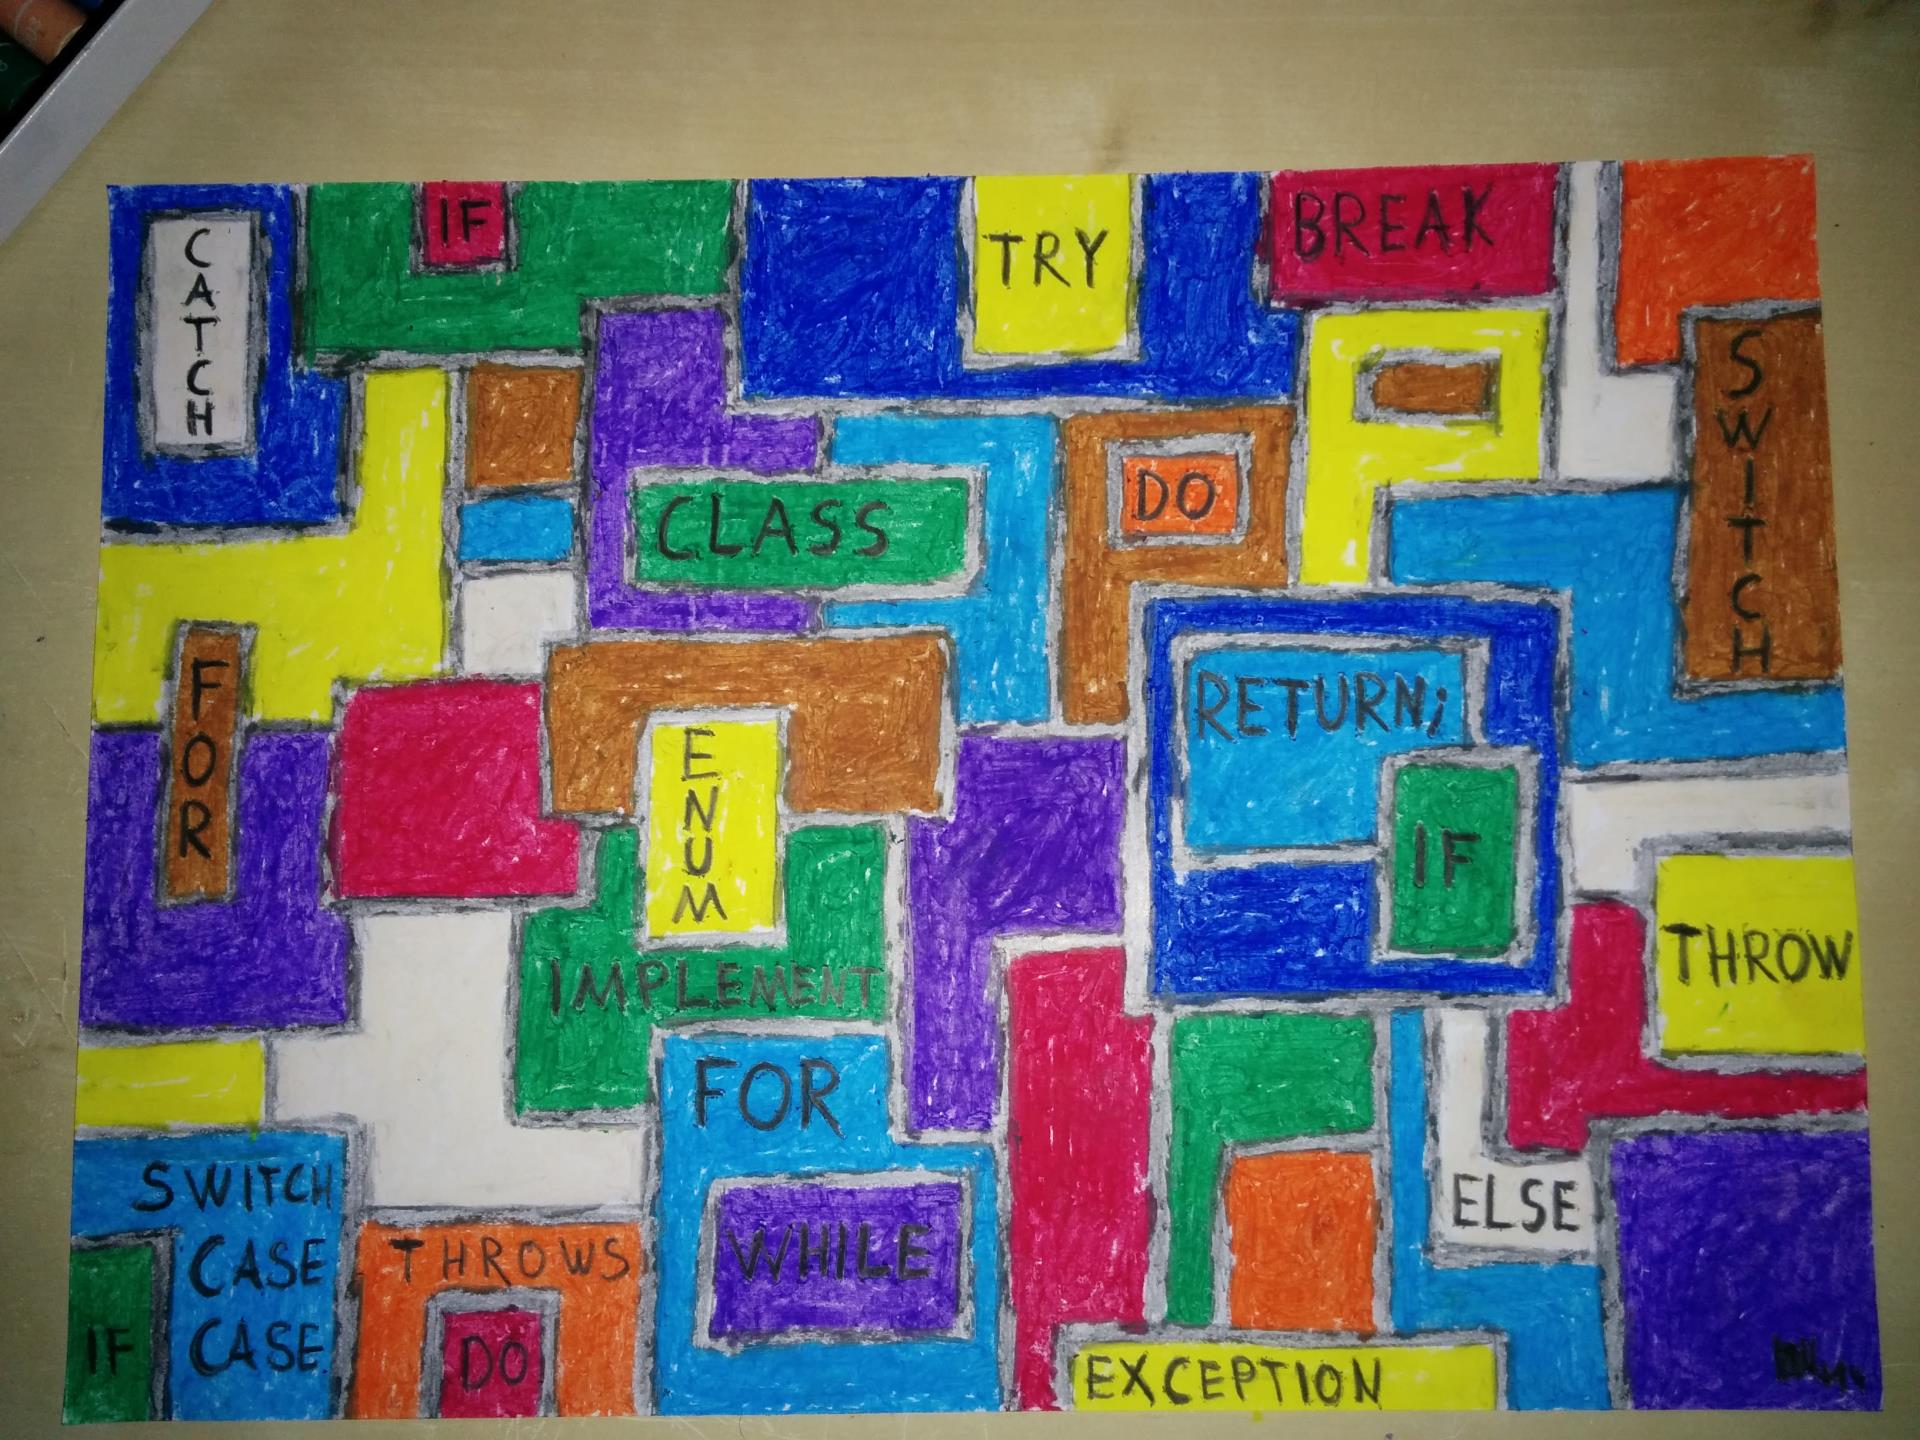 IF
BREAK
CATCH
TRY
SWITCH
CLASS
DO
FOR
RETURN;
ENUM
IF
THROW
IMPLEMENT
FOR
ELSE
SWITCH
CASE
CASE
THROWS
WHILE
IF
DO
EXCEPTION